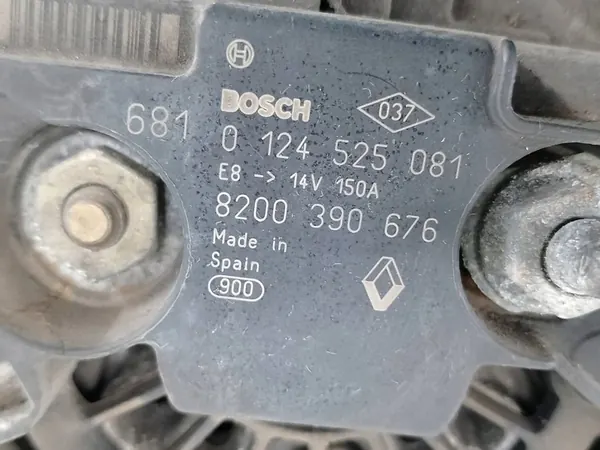 BOSCH
037
681 0 124 525 081
E8 -> 14V 150A
8200 390 676
Made in
Spain
900